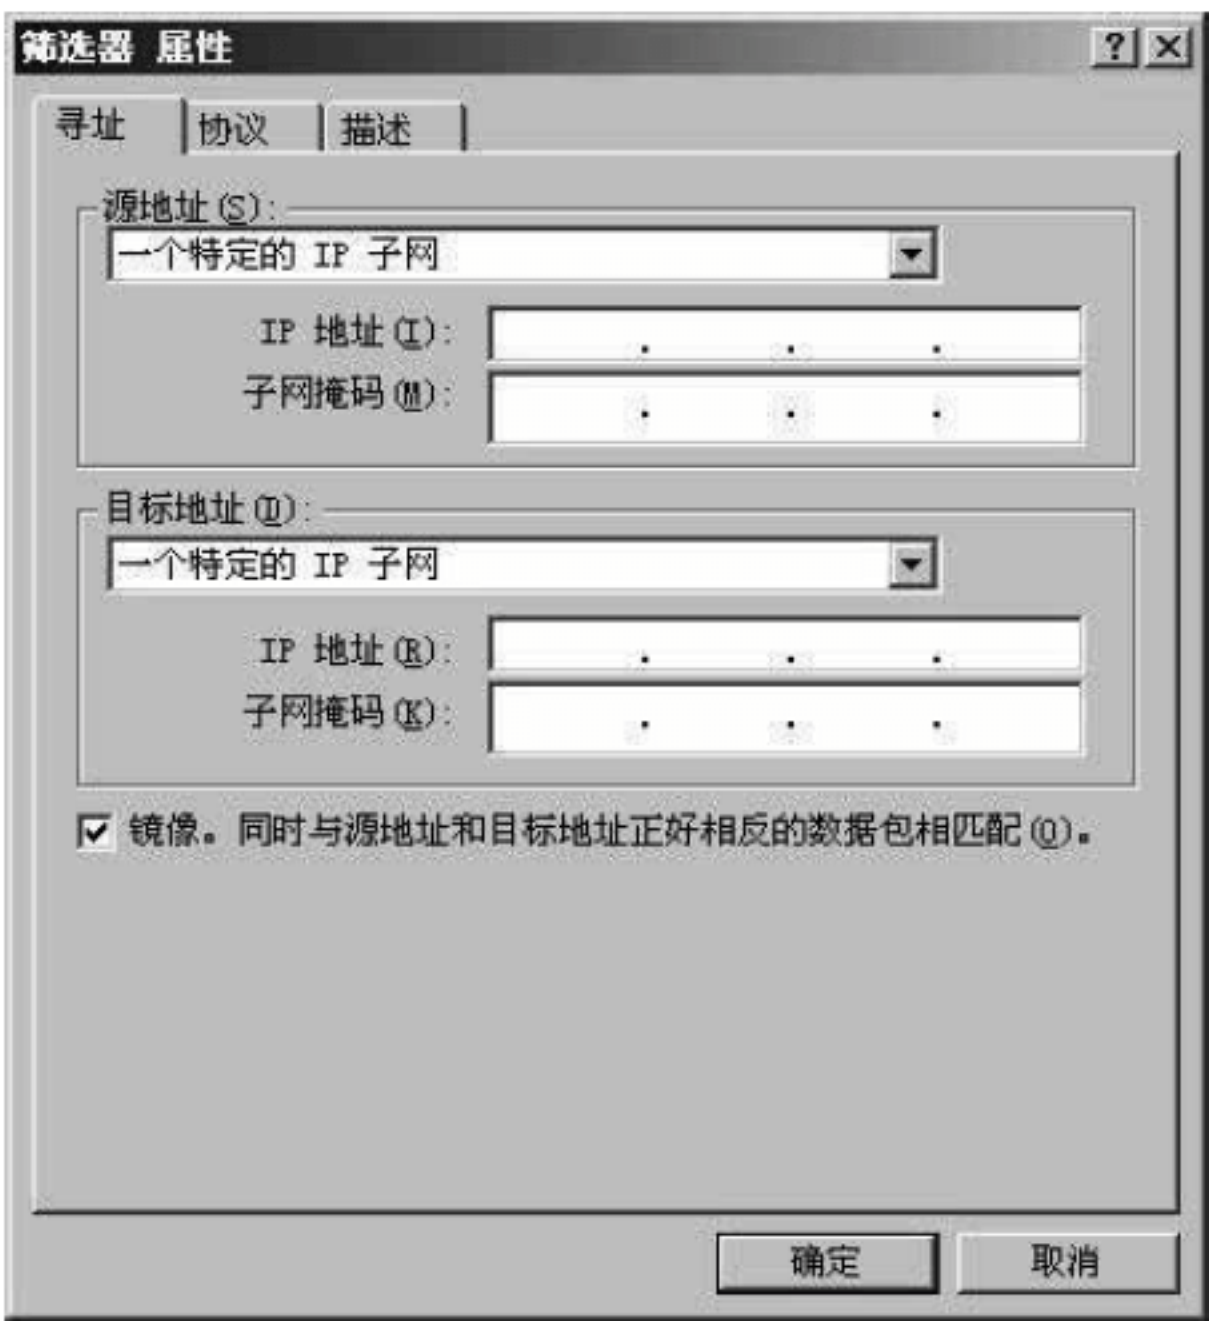 筛选器 属性
寻址 协议 描述
源地址(S):
一个特定的 IP 子网
IP 地址(I):
子网掩码(M):
目标地址(D):
一个特定的 IP 子网
IP 地址(R):
子网掩码(K):
镜像。同时与源地址和目标地址正好相反的数据包相匹配(O)。
确定 取消